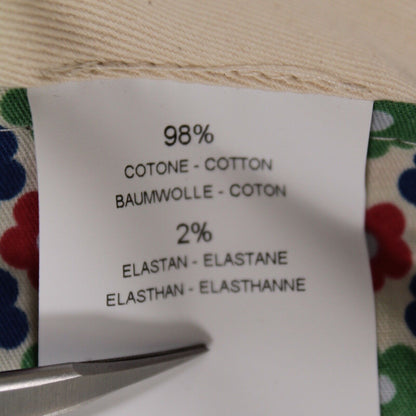 98%
COTONE - COTTON
BAUMWOLLE - COTON
2%
ELASTAN - ELASTANE
ELASTHAN - ELASTHANNE